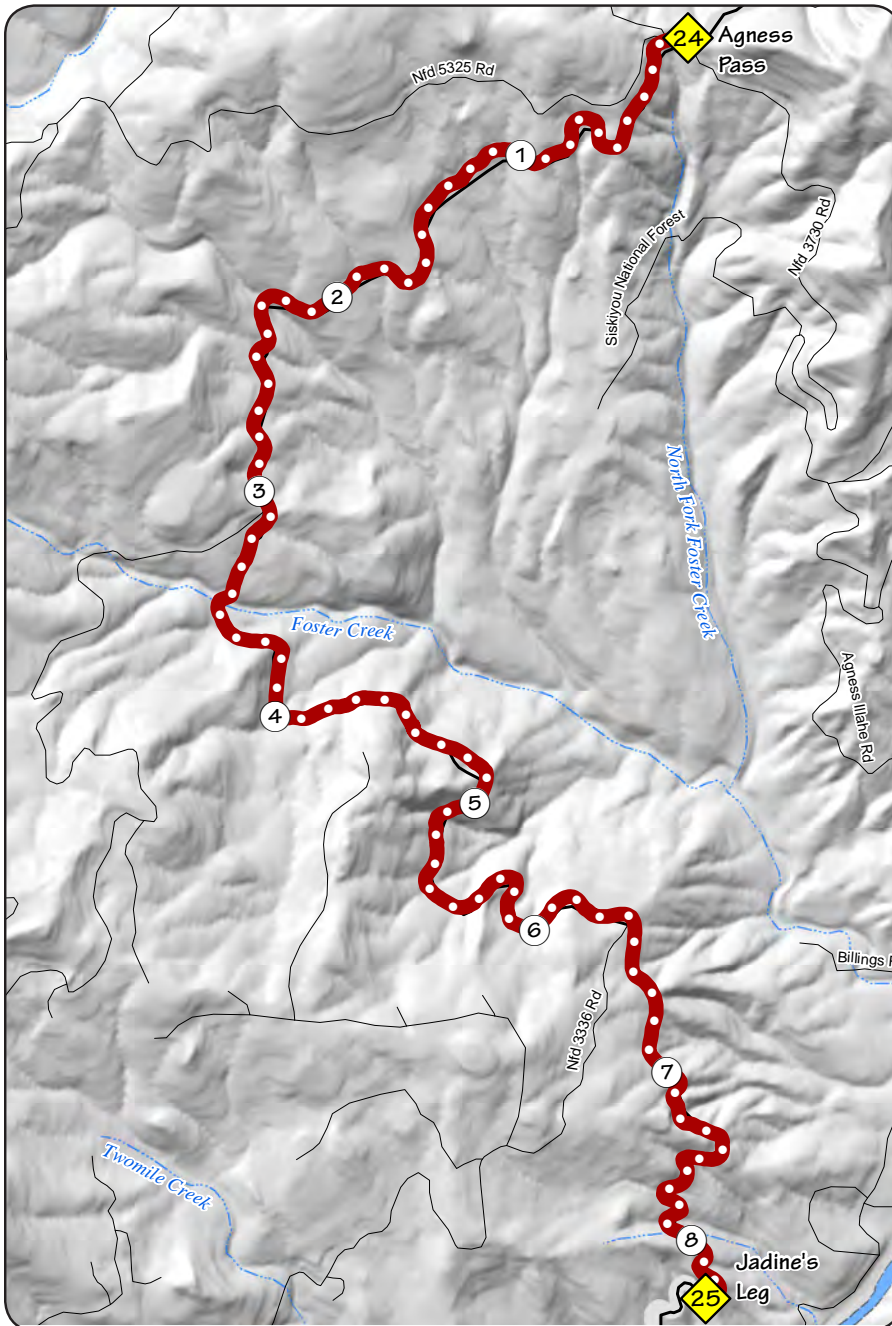 24
Agness
Pass
Nfd 5325 Rd
1
Siskiyou National Forest
Nfd 3730 Rd
2
North Fork Foster Creek
3
Foster Creek
Agness Illahe Rd
4
5
6
Billings
Nfd 3336 Rd
7
Twomile Creek
8
Jadine's
Leg
25